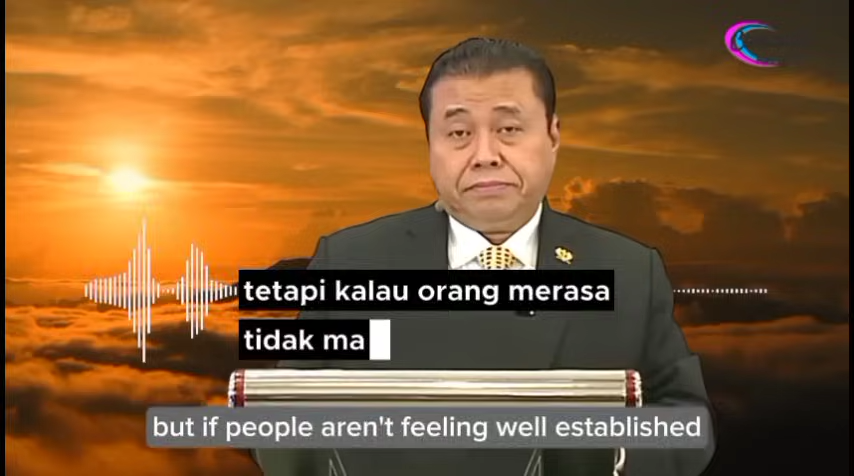 tetapi kalau orang merasa
tidak ma
but if people aren't feeling well established